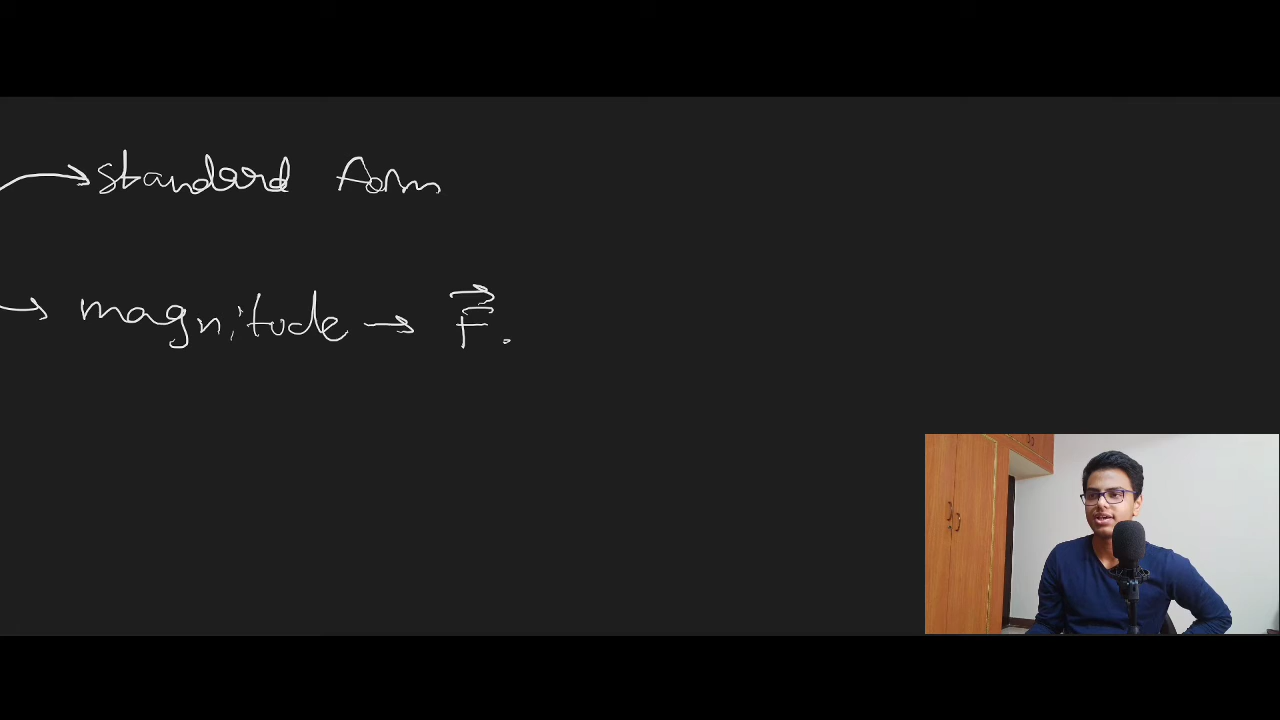 → standard form
→ magnitude → F⃗.